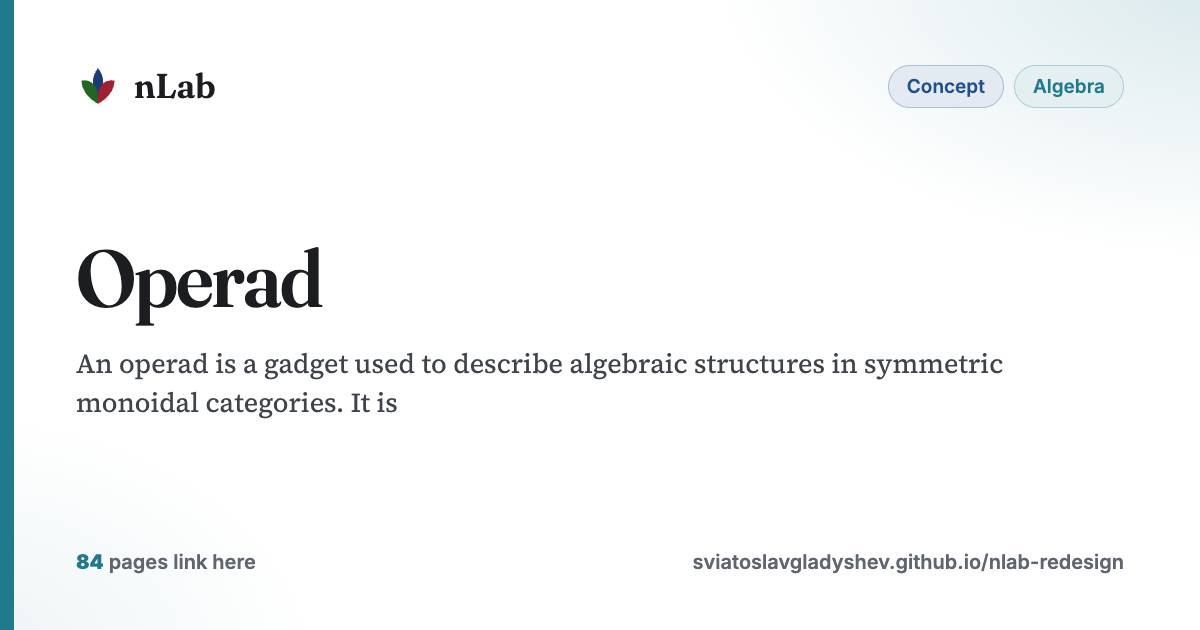 nLab
Concept
Algebra
Operad
An operad is a gadget used to describe algebraic structures in symmetric
monoidal categories. It is
84 pages link here
sviatoslavgladyshev.github.io/nlab-redesign